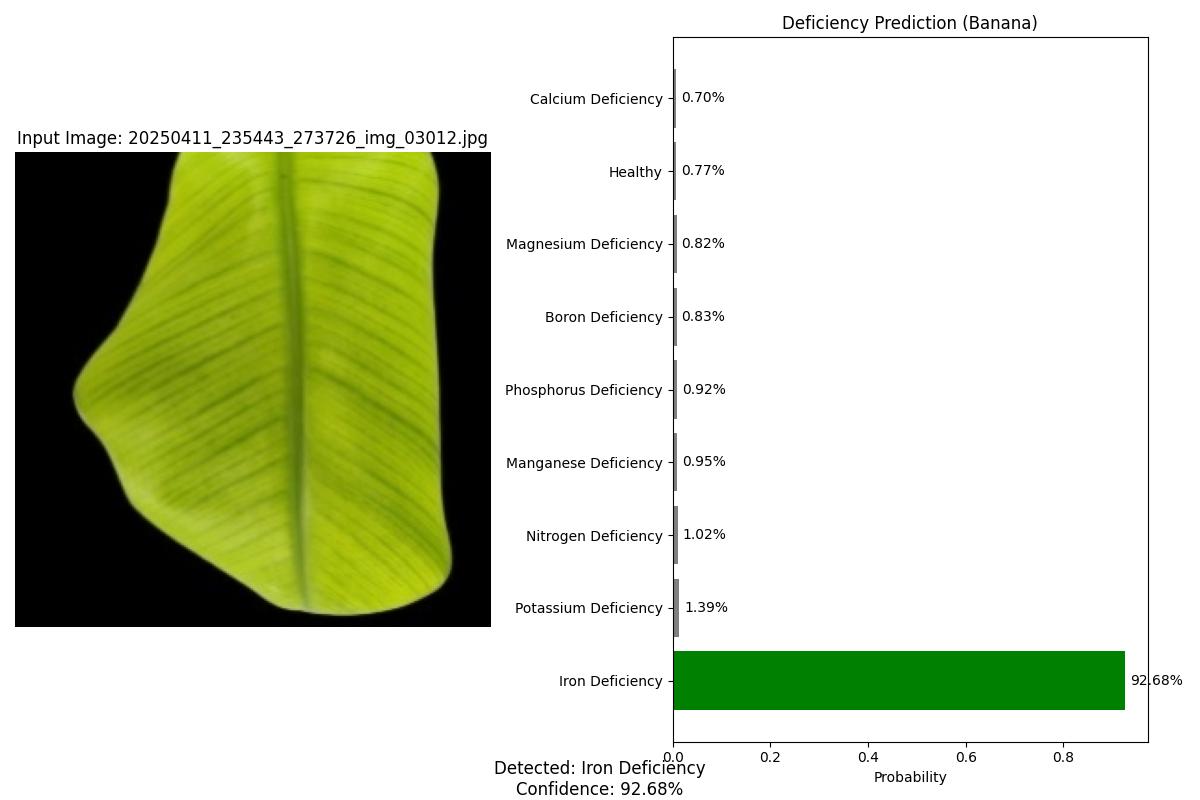 Input Image: 20250411_235443_273726_img_03012.jpg
Deficiency Prediction (Banana)
Calcium Deficiency 0.70%
Healthy 0.77%
Magnesium Deficiency 0.82%
Boron Deficiency 0.83%
Phosphorus Deficiency 0.92%
Manganese Deficiency 0.95%
Nitrogen Deficiency 1.02%
Potassium Deficiency 1.39%
Iron Deficiency 92.68%
0.0 0.2 0.4 0.6 0.8
Probability
Detected: Iron Deficiency
Confidence: 92.68%